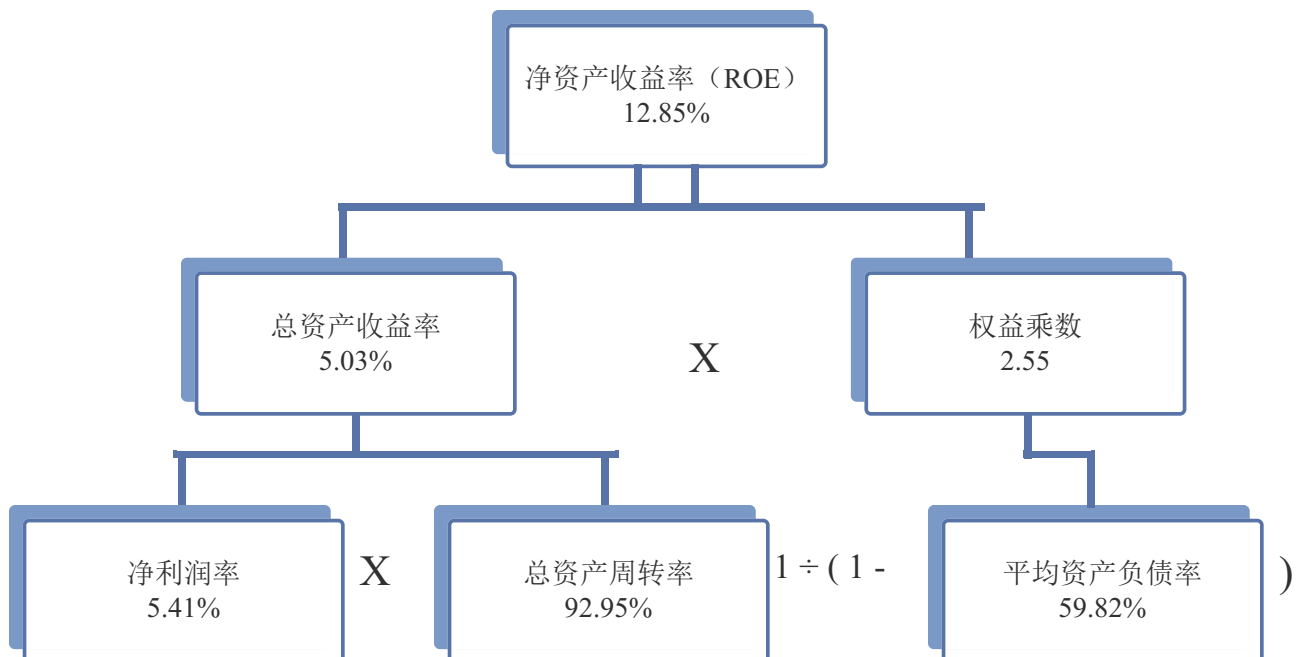 净资产收益率（ROE）
12.85%
总资产收益率
5.03%
X
权益乘数
2.55
净利润率
5.41%
X
总资产周转率
92.95%
1 ÷ ( 1 -
平均资产负债率
59.82%
)